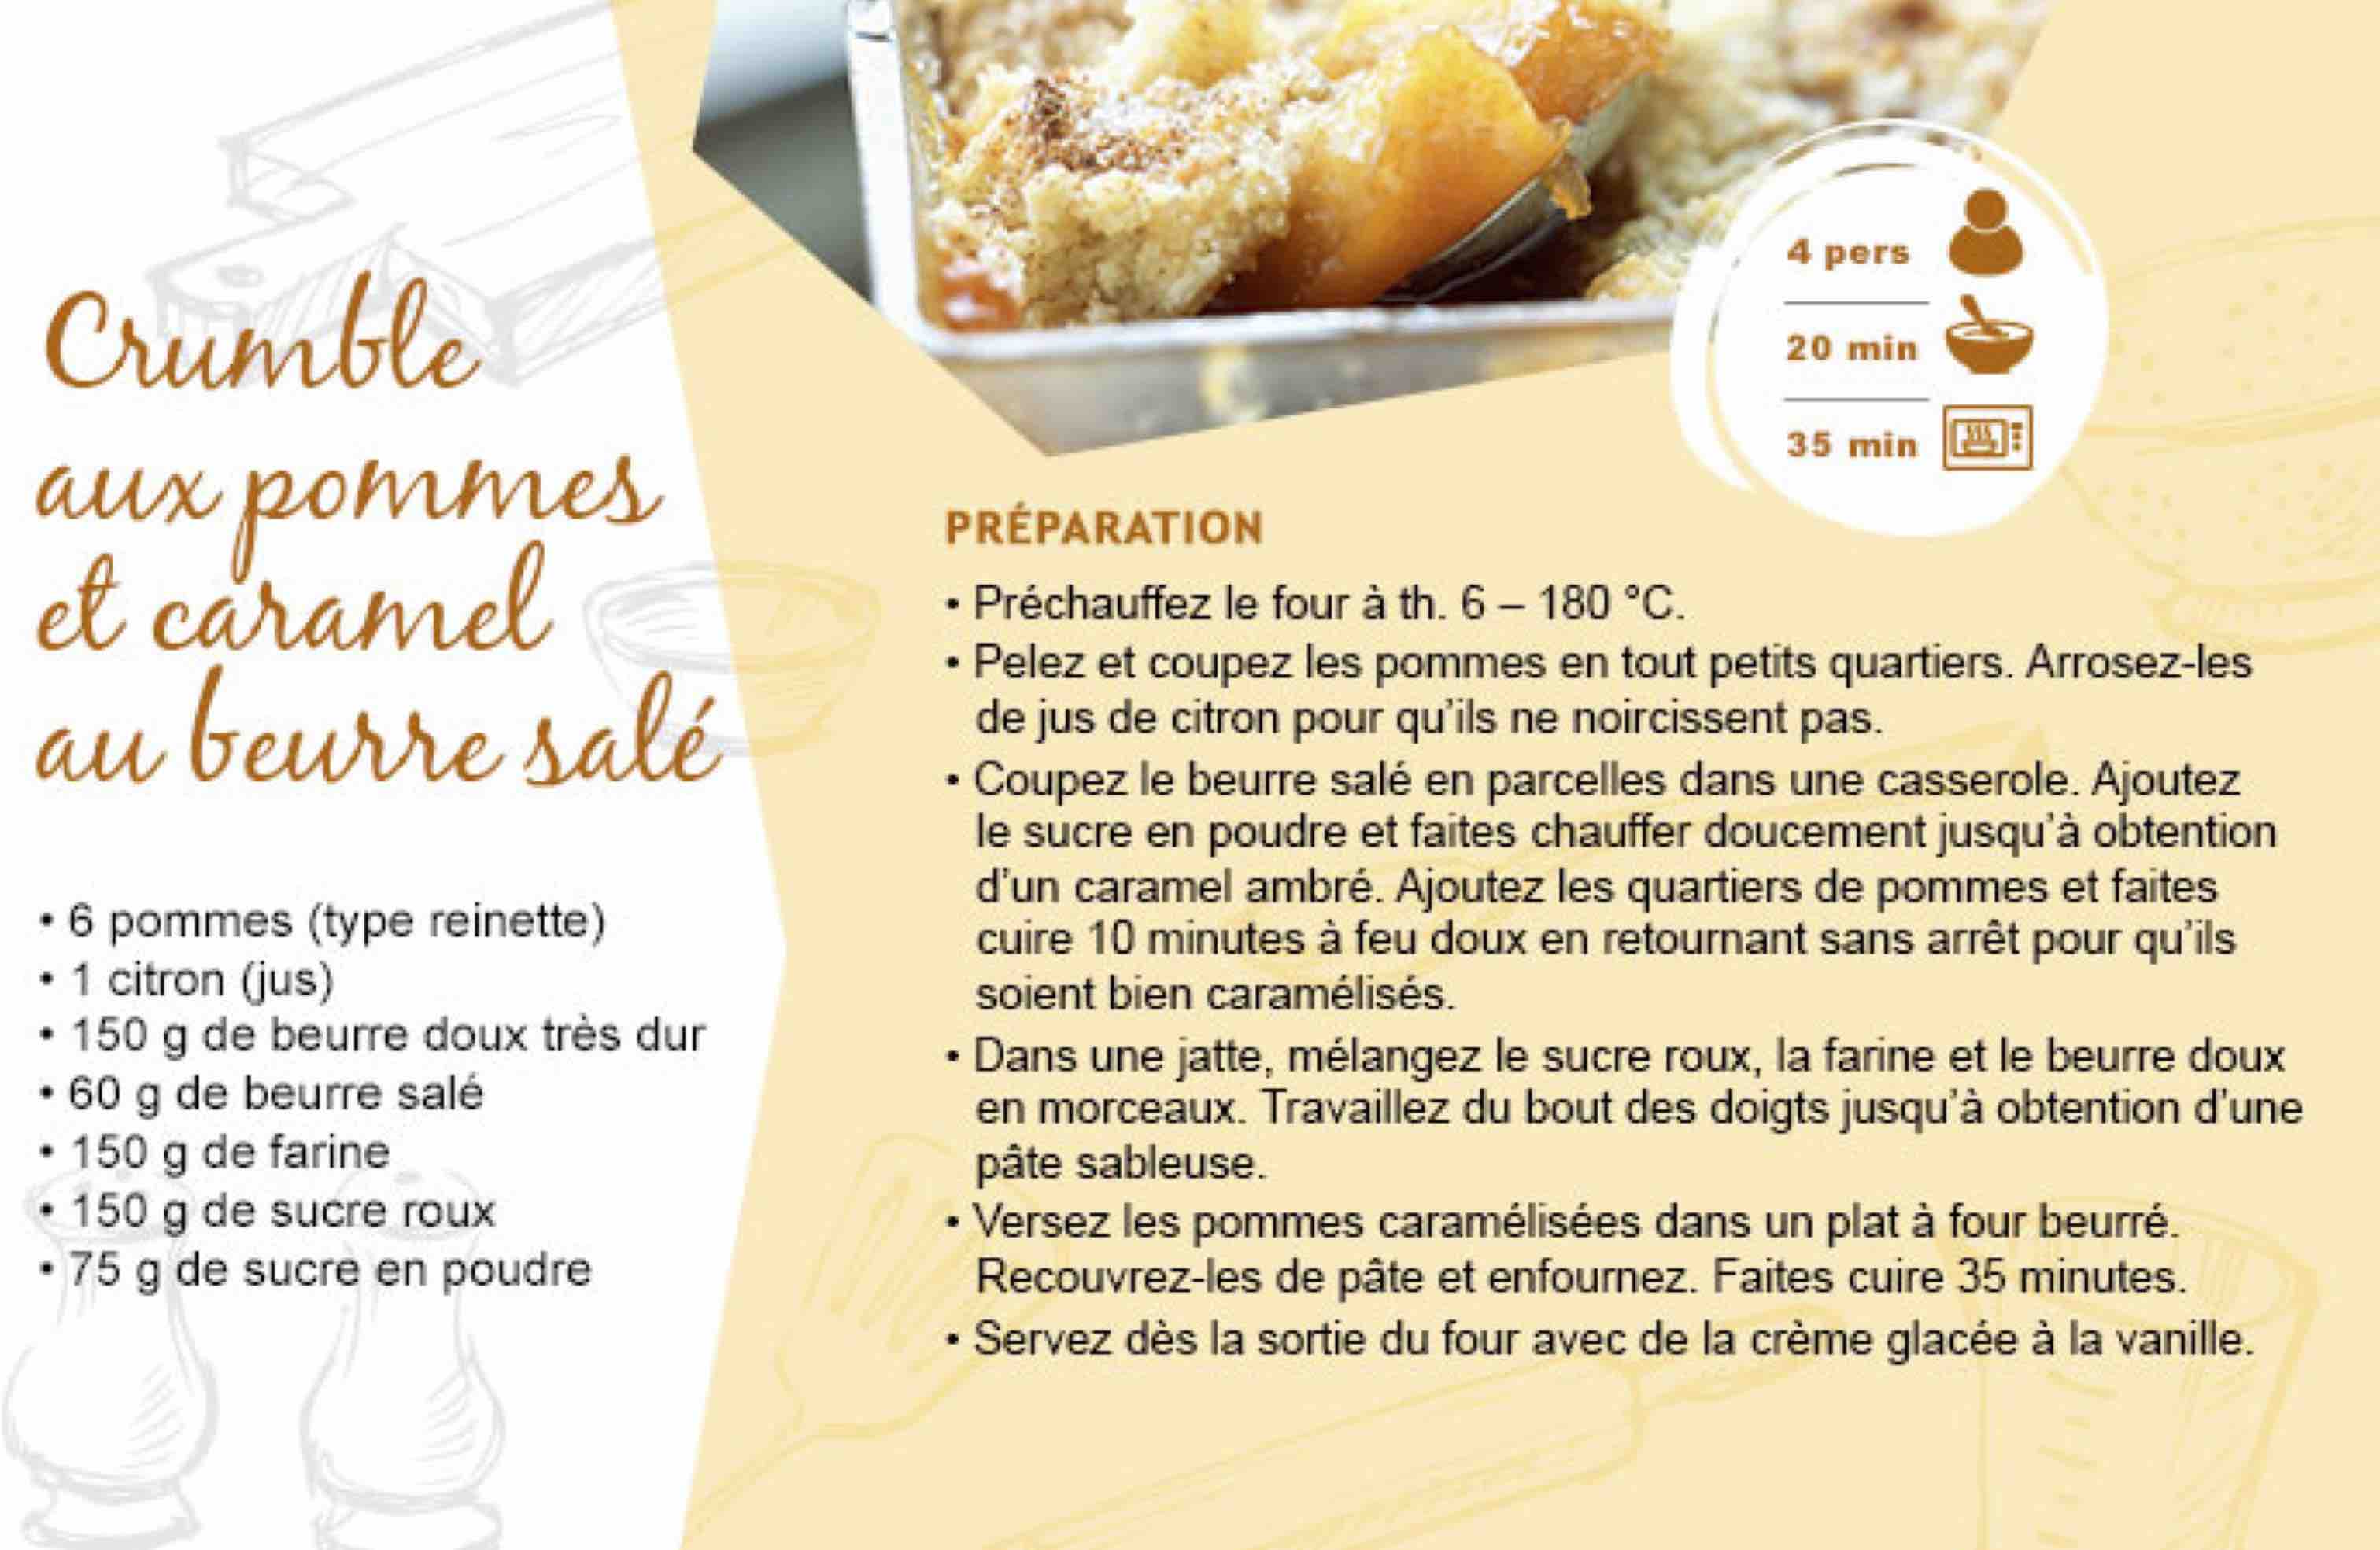 Crumble
aux pommes
et caramel
au beurre salé
• 6 pommes (type reinette)
• 1 citron (jus)
• 150 g de beurre doux très dur
• 60 g de beurre salé
• 150 g de farine
• 150 g de sucre roux
• 75 g de sucre en poudre
4 pers
20 min
35 min
PRÉPARATION
• Préchauffez le four à th. 6 – 180 °C.
• Pelez et coupez les pommes en tout petits quartiers. Arrosez-les
de jus de citron pour qu’ils ne noircissent pas.
• Coupez le beurre salé en parcelles dans une casserole. Ajoutez
le sucre en poudre et faites chauffer doucement jusqu’à obtention
d’un caramel ambré. Ajoutez les quartiers de pommes et faites
cuire 10 minutes à feu doux en retournant sans arrêt pour qu’ils
soient bien caramélisés.
• Dans une jatte, mélangez le sucre roux, la farine et le beurre doux
en morceaux. Travaillez du bout des doigts jusqu’à obtention d’une
pâte sableuse.
• Versez les pommes caramélisées dans un plat à four beurré.
Recouvrez-les de pâte et enfournez. Faites cuire 35 minutes.
• Servez dès la sortie du four avec de la crème glacée à la vanille.